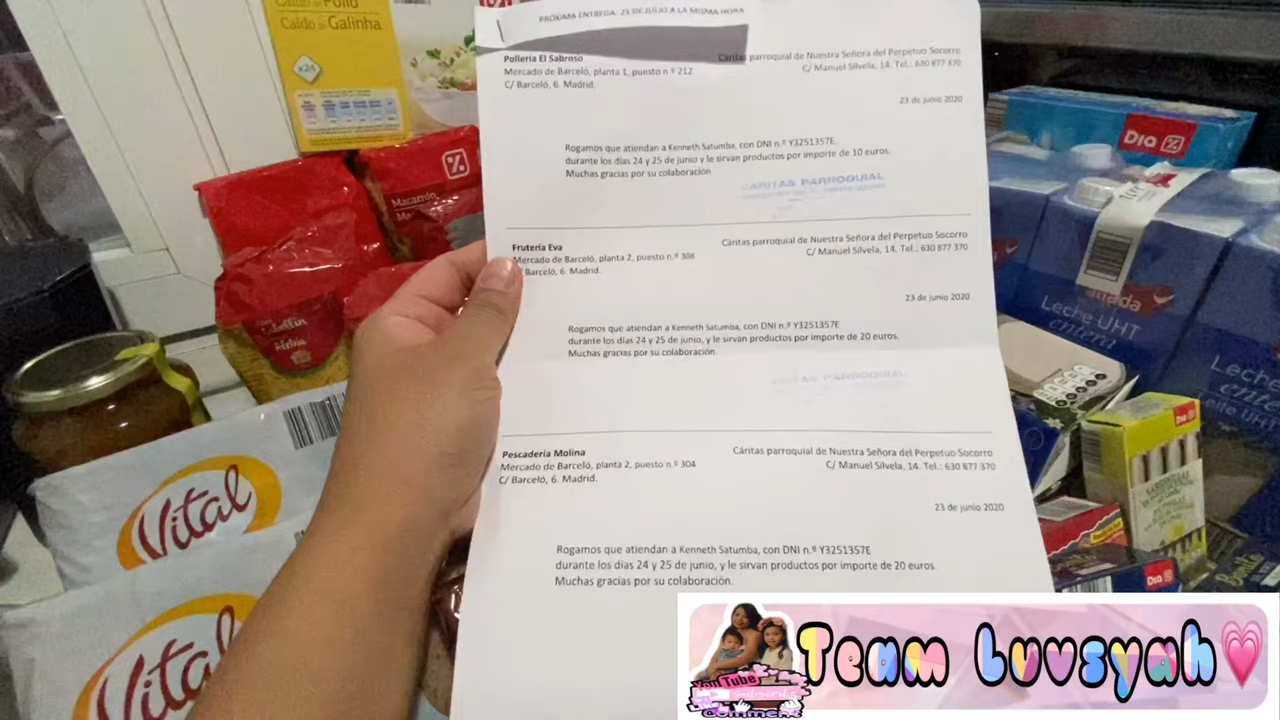 PRÓXIMA ENTREGA: 21 DE JULIO A LA MISMA HORA
Pollería El Sabroso
Mercado de Barceló, planta 1, puesto n.º 212
C/ Barceló, 6. Madrid.
Cáritas parroquial de Nuestra Señora del Perpetuo Socorro
C/ Manuel Silvela, 14. Tel.: 630 877 370
23 de junio 2020
Rogamos que atiendan a Kenneth Satumba, con DNI n.º Y3251357E,
durante los días 24 y 25 de junio y le sirvan productos por importe de 10 euros.
Muchas gracias por su colaboración
CARITAS PARROQUIAL
Frutería Eva
Mercado de Barceló, planta 2, puesto n.º 308
C/ Barceló, 6. Madrid.
Cáritas parroquial de Nuestra Señora del Perpetuo Socorro
C/ Manuel Silvela, 14. Tel.: 630 877 370
23 de junio 2020
Rogamos que atiendan a Kenneth Satumba, con DNI n.º Y3251357E
durante los días 24 y 25 de junio, y le sirvan productos por importe de 20 euros.
Muchas gracias por su colaboración.
CARITAS PARROQUIAL
Pescadería Molina
Mercado de Barceló, planta 2, puesto n.º 304
C/ Barceló, 6. Madrid.
Cáritas parroquial de Nuestra Señora del Perpetuo Socorro
C/ Manuel Silvela, 14. Tel.: 630 877 370
23 de junio 2020
Rogamos que atiendan a Kenneth Satumba, con DNI n.º Y3251357E
durante los días 24 y 25 de junio, y le sirvan productos por importe de 20 euros.
Muchas gracias por su colaboración.
Caldo de Pollo
Caldo de Galinha
x24
Macarrón
Vital
Vital
Dia
Leche UHT
entera
Leche
Dia
Dia
YouTube
Subscribe
Comment
Team Luvsyah